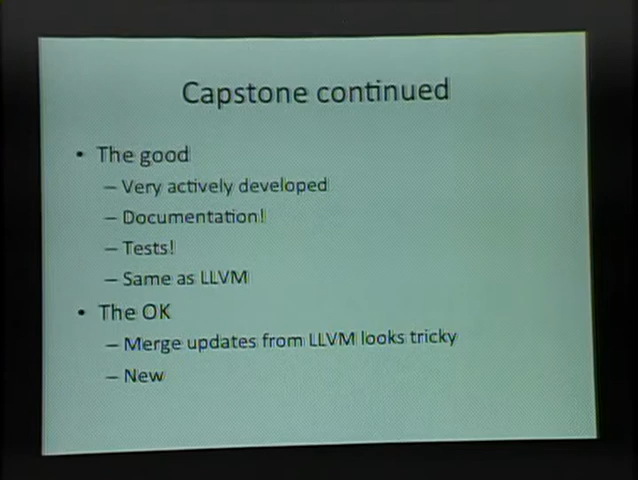 Capstone continued
• The good
– Very actively developed
– Documentation!
– Tests!
– Same as LLVM
• The OK
– Merge updates from LLVM looks tricky
– New